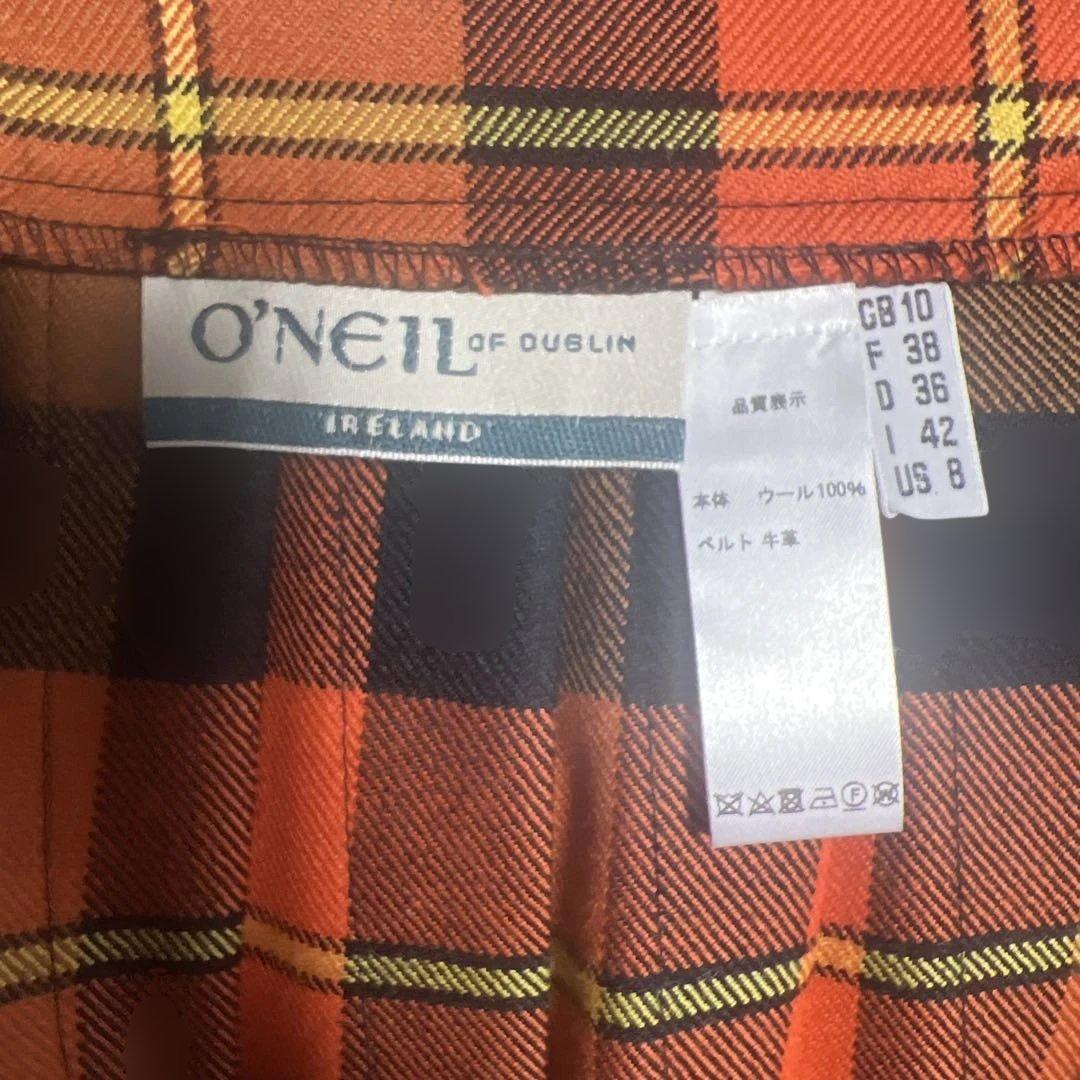 O'NEIL OF DUBLIN
IRELAND
品質表示
本体 ウール100%
ベルト 牛革
F
W
GB 10
F 38
D 36
I 42
US 8